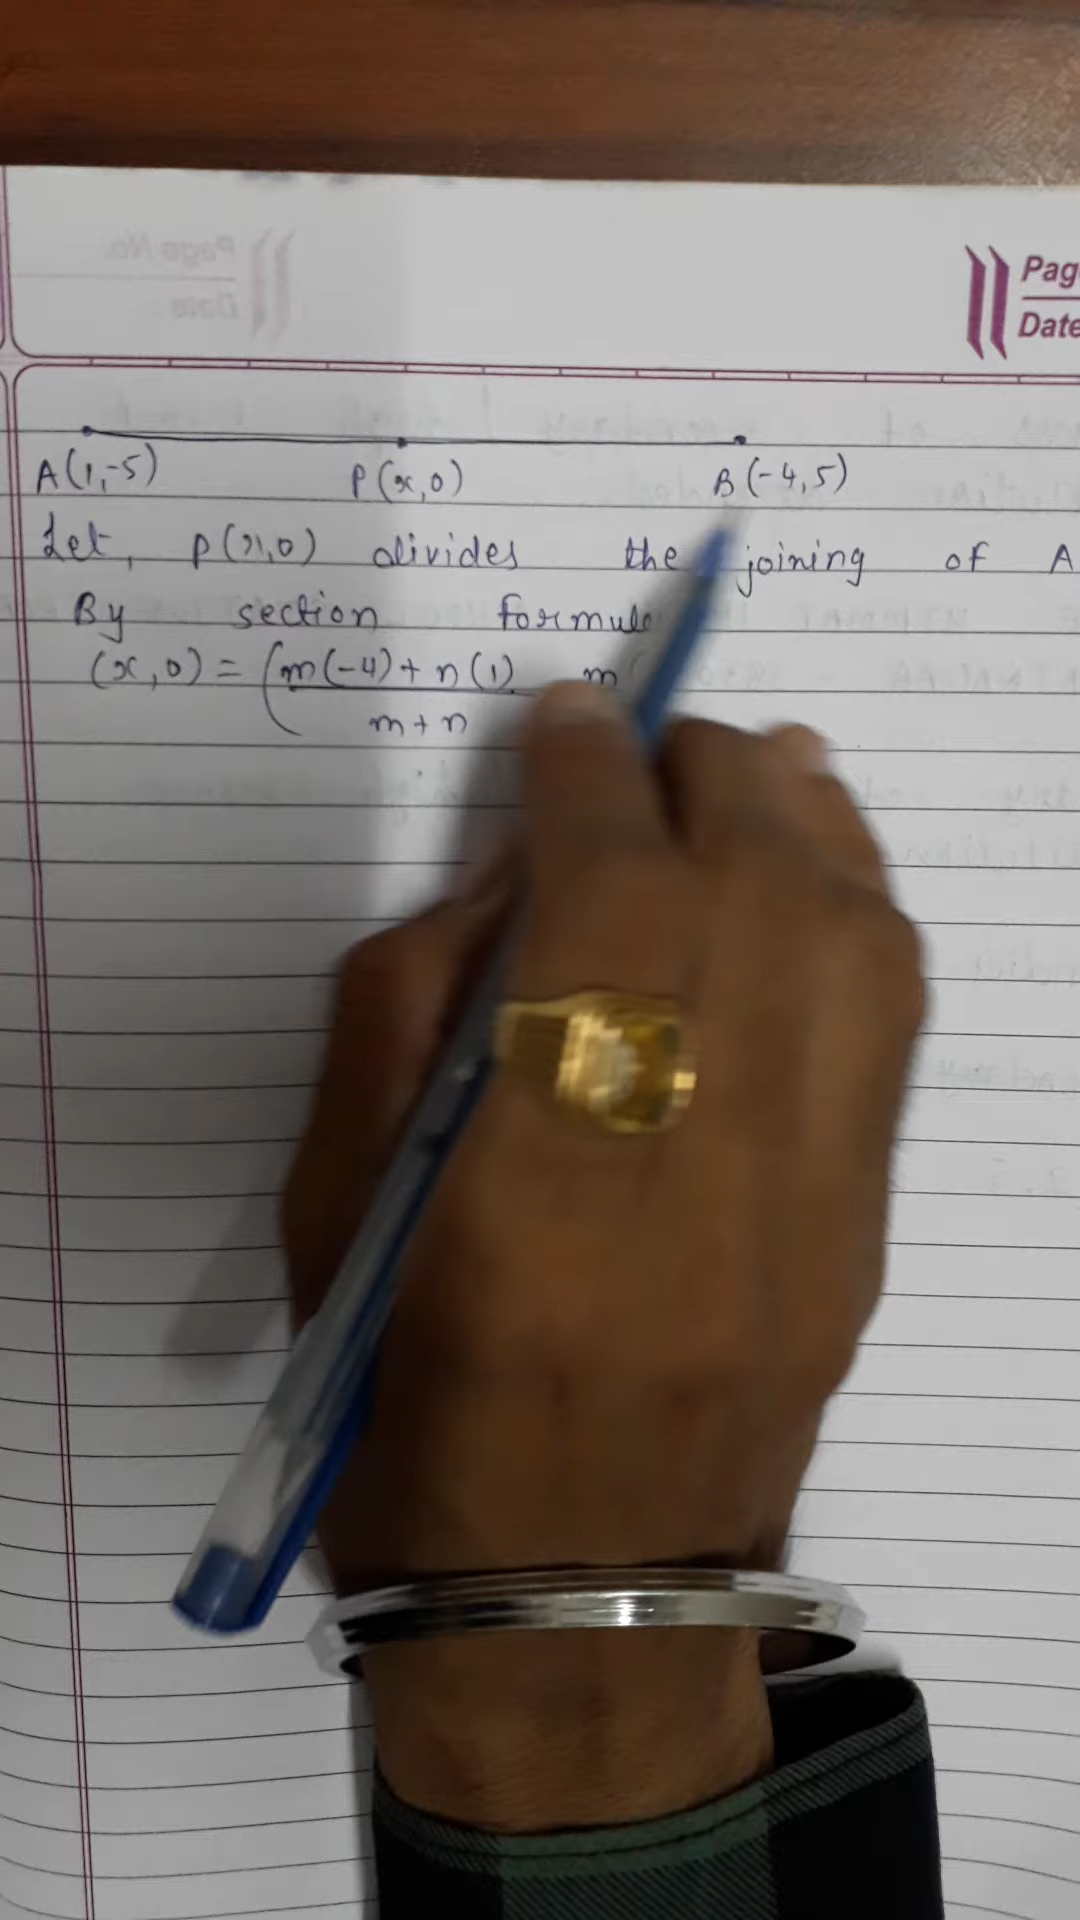 Pag
Date
A(1,-5) P(x,0) B(-4,5)
Let, P(x,0) divides the joining of A
By section formula
(x,0) = (m(-4)+n(1) m(
m+n